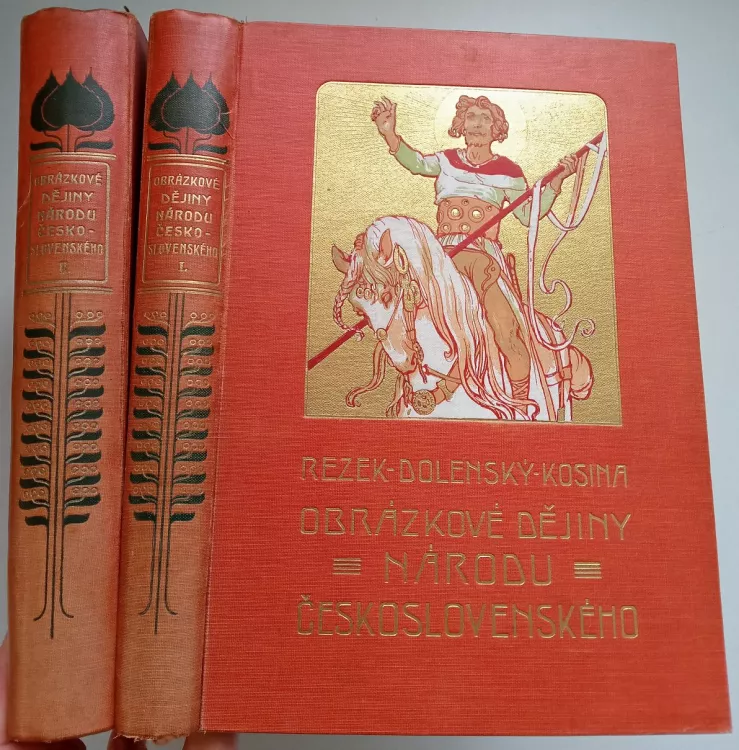 OBRÁZKOVÉ
DĚJINY
NÁRODU
ČESKO-
SLOVENSKÉHO
II.
OBRÁZKOVÉ
DĚJINY
NÁRODU
ČESKO-
SLOVENSKÉHO
I.
REZEK-DOLENSKÝ-KOSINA
OBRÁZKOVÉ DĚJINY
NÁRODU
ČESKOSLOVENSKÉHO